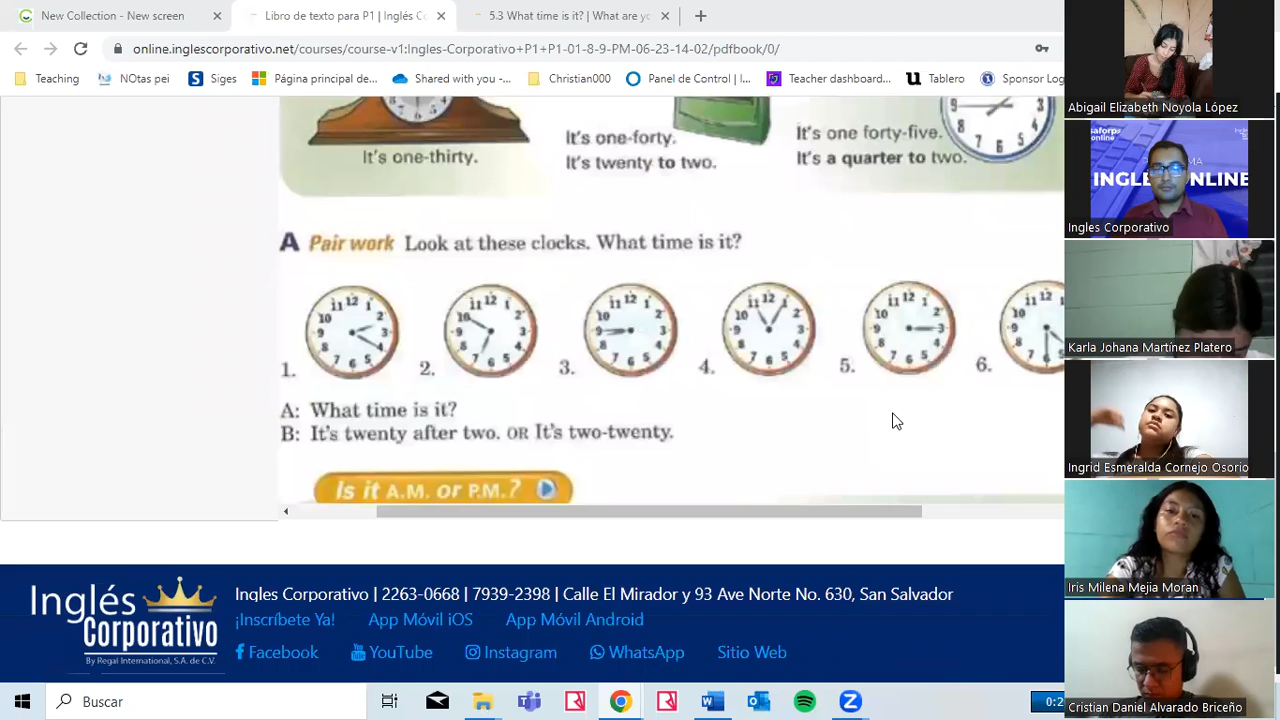 New Collection - New screen
Libro de texto para P1 | Inglés C
5.3 What time is it? | What are yo
online.inglescorporativo.net/courses/course-v1:Ingles-Corporativo+P1+P1-01-8-9-PM-06-23-14-02/pdfbook/0/
Teaching
NOtas pei
Siges
Página principal de...
Shared with you -...
Christian000
Panel de Control | I...
Teacher dashboard...
Tablero
Sponsor Log
It's one-thirty.
It's one-forty.
It's twenty to two.
It's one forty-five.
It's a quarter to two.
A Pair work Look at these clocks. What time is it?
1.
2.
3.
4.
5.
6.
A: What time is it?
B: It's twenty after two. OR It's two-twenty.
Is it A.M. or P.M.?
Inglés
Corporativo
By Regal International, S.A. de C.V.
Ingles Corporativo | 2263-0668 | 7939-2398 | Calle El Mirador y 93 Ave Norte No. 630, San Salvador
¡Inscríbete Ya!
App Móvil iOS
App Móvil Android
Facebook
YouTube
Instagram
WhatsApp
Sitio Web
Buscar
0:2
Abigail Elizabeth Noyola López
INGL
NLINE
Ingles Corporativo
Karla Johana Martínez Platero
Ingrid Esmeralda Cornejo Osorio
Iris Milena Mejia Moran
Cristian Daniel Alvarado Briceño